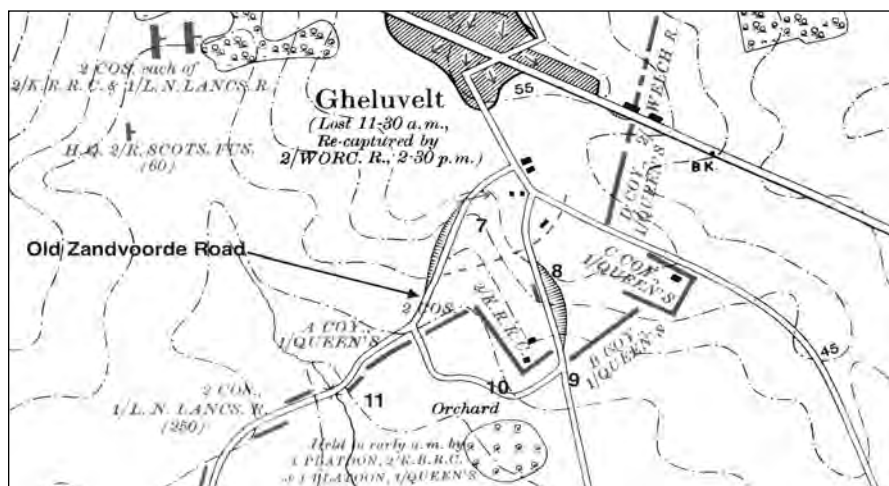 2 COS. each of
2/K.R.R.C. & 1/L.N. LANCS. R.
H.Q. 2/R. SCOTS. FUS.
(60)
Gheluvelt
(Lost 11-30 a.m.,
Re-captured by
2/WORC. R., 2-30 p.m.)
55
2/ WELCH R.
BK.
D COY.
1/QUEEN'S
Old Zandvoorde Road
7
8
C COY.,
1/QUEEN'S
2 COS.
2/K.R.R.C.
A COY.,
1/QUEEN'S
B COY.
1/QUEEN'S
45
2 COS.,
1/L.N. LANCS. R.
(250)
11
10
9
Orchard
Held in early a.m. by
1 PLATOON, 2/K.R.R.C.
& 1 PLATOON, 1/QUEEN'S